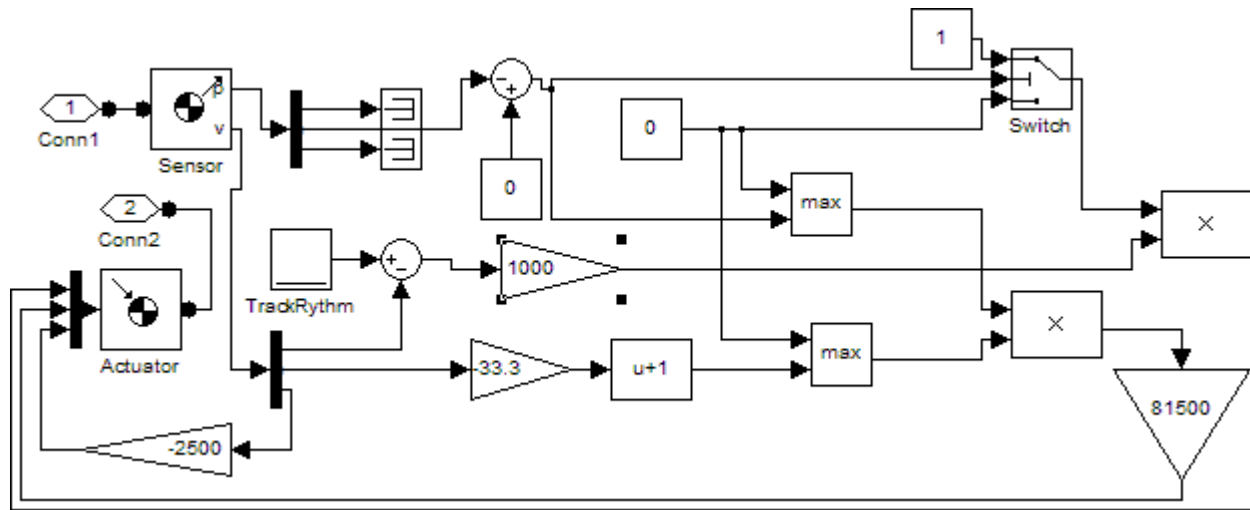 1
Conn1
p
v
Sensor
2
Conn2
Actuator
-2500
TrackRythm
0
1000
-33.3
u+1
0
max
max
1
Switch
81500